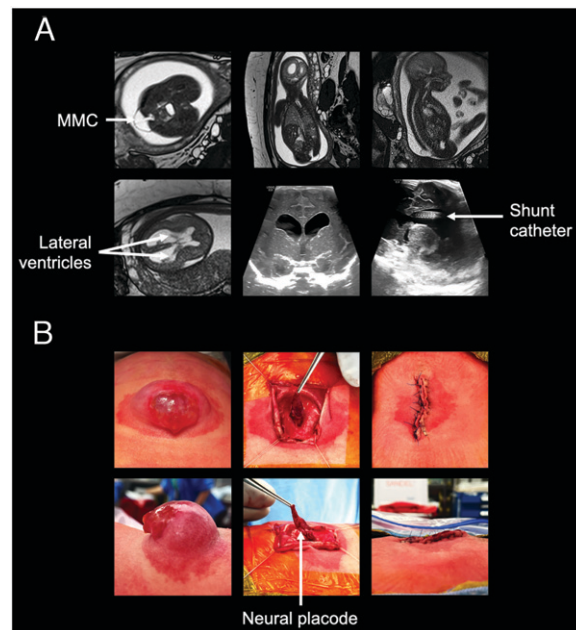 A
MMC
Lateral
ventricles
Shunt
catheter
B
Neural placode